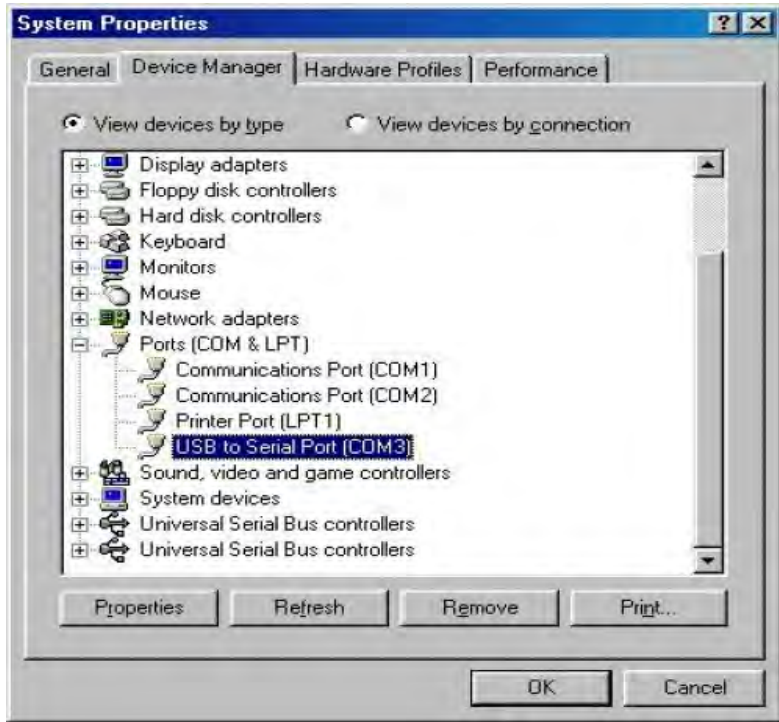 System Properties
General Device Manager Hardware Profiles Performance
View devices by type View devices by connection
Display adapters
Floppy disk controllers
Hard disk controllers
Keyboard
Monitors
Mouse
Network adapters
Ports (COM & LPT)
Communications Port (COM1)
Communications Port (COM2)
Printer Port (LPT1)
USB to Serial Port (COM3)
Sound, video and game controllers
System devices
Universal Serial Bus controllers
Universal Serial Bus controllers
Properties Refresh Remove Print...
OK Cancel